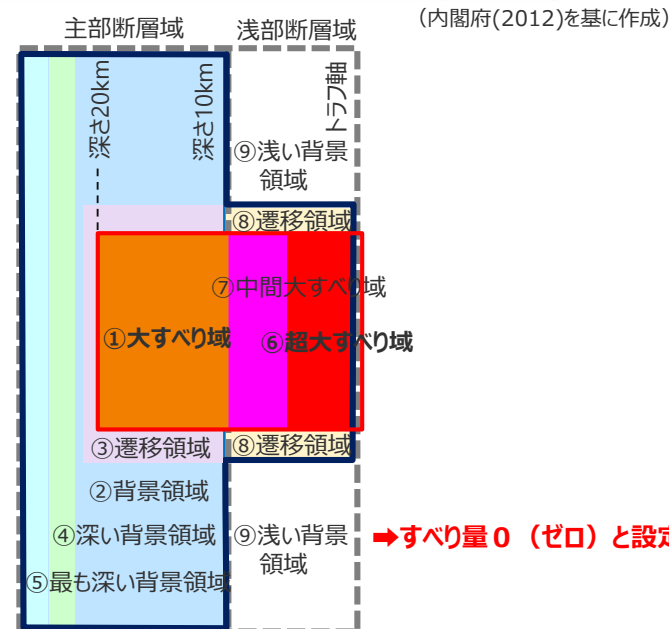 (内閣府(2012)を基に作成)
主部断層域
浅部断層域
深さ20km
深さ10km
トラフ軸
⑨浅い背景
領域
⑧遷移領域
⑦中間大すべり域
①大すべり域
⑥超大すべり域
③遷移領域
⑧遷移領域
②背景領域
④深い背景領域
⑨浅い背景
領域
➡すべり量0（ゼロ）と設定
⑤最も深い背景領域